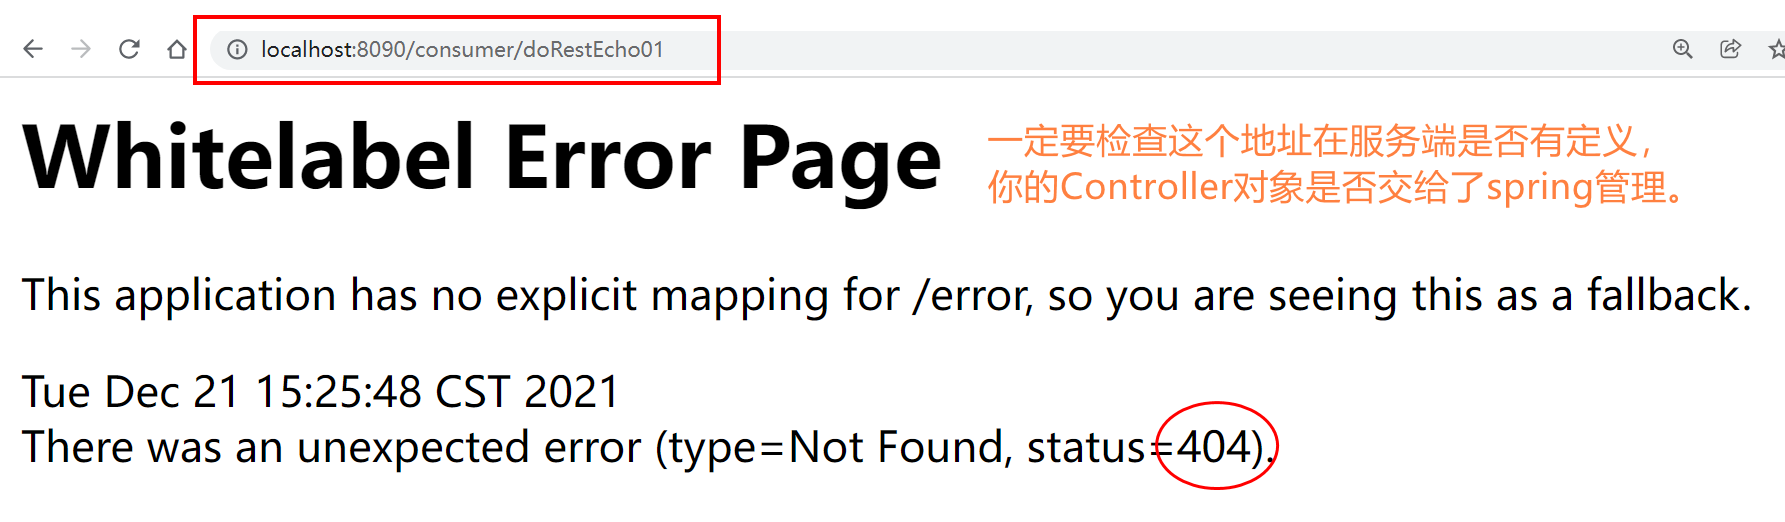 localhost:8090/consumer/doRestEcho01
Whitelabel Error Page
一定要检查这个地址在服务端是否有定义，
你的Controller对象是否交给了spring管理。
This application has no explicit mapping for /error, so you are seeing this as a fallback.
Tue Dec 21 15:25:48 CST 2021
There was an unexpected error (type=Not Found, status=404).